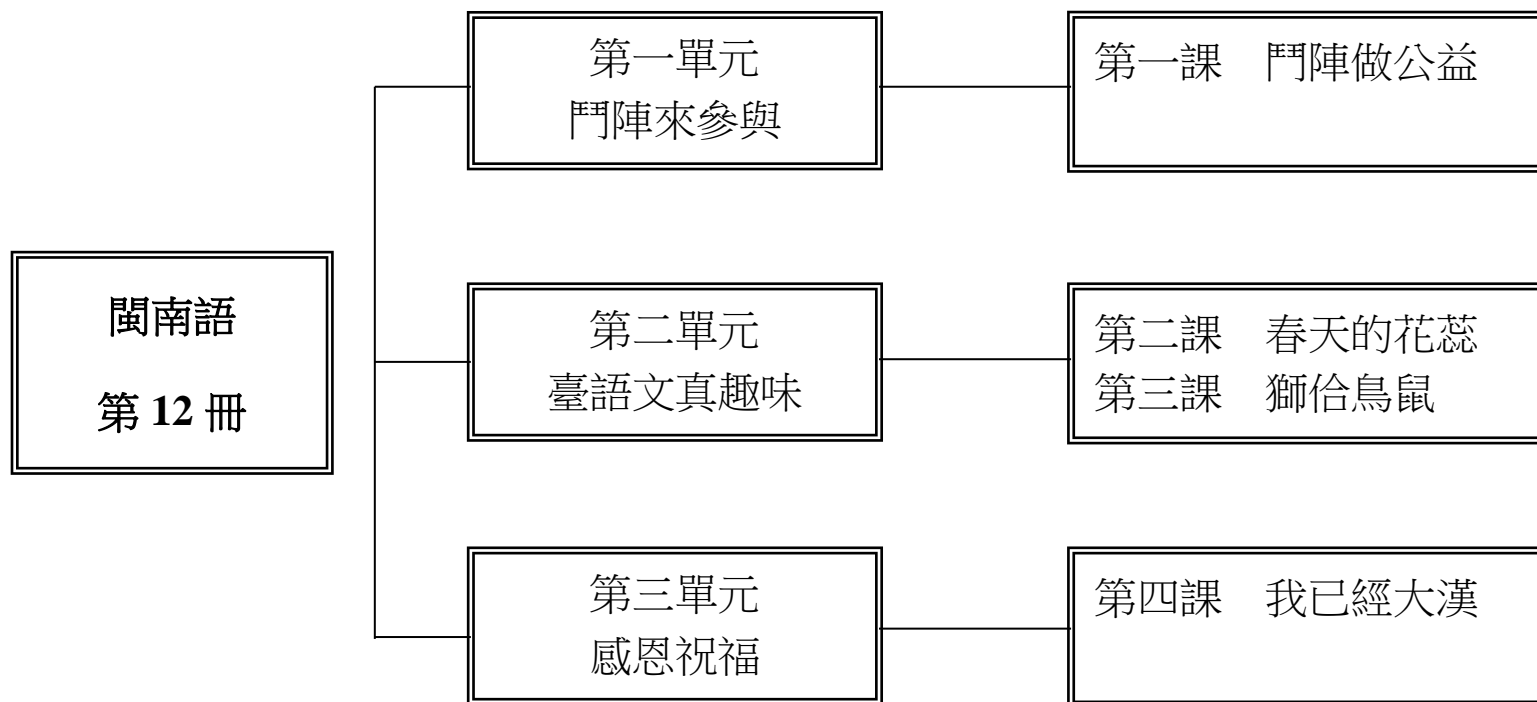 閩南語
第 12 冊
第一單元
鬥陣來參與
第一課　鬥陣做公益
第二單元
臺語文真趣味
第二課　春天的花蕊
第三課　獅佮鳥鼠
第三單元
感恩祝福
第四課　我已經大漢